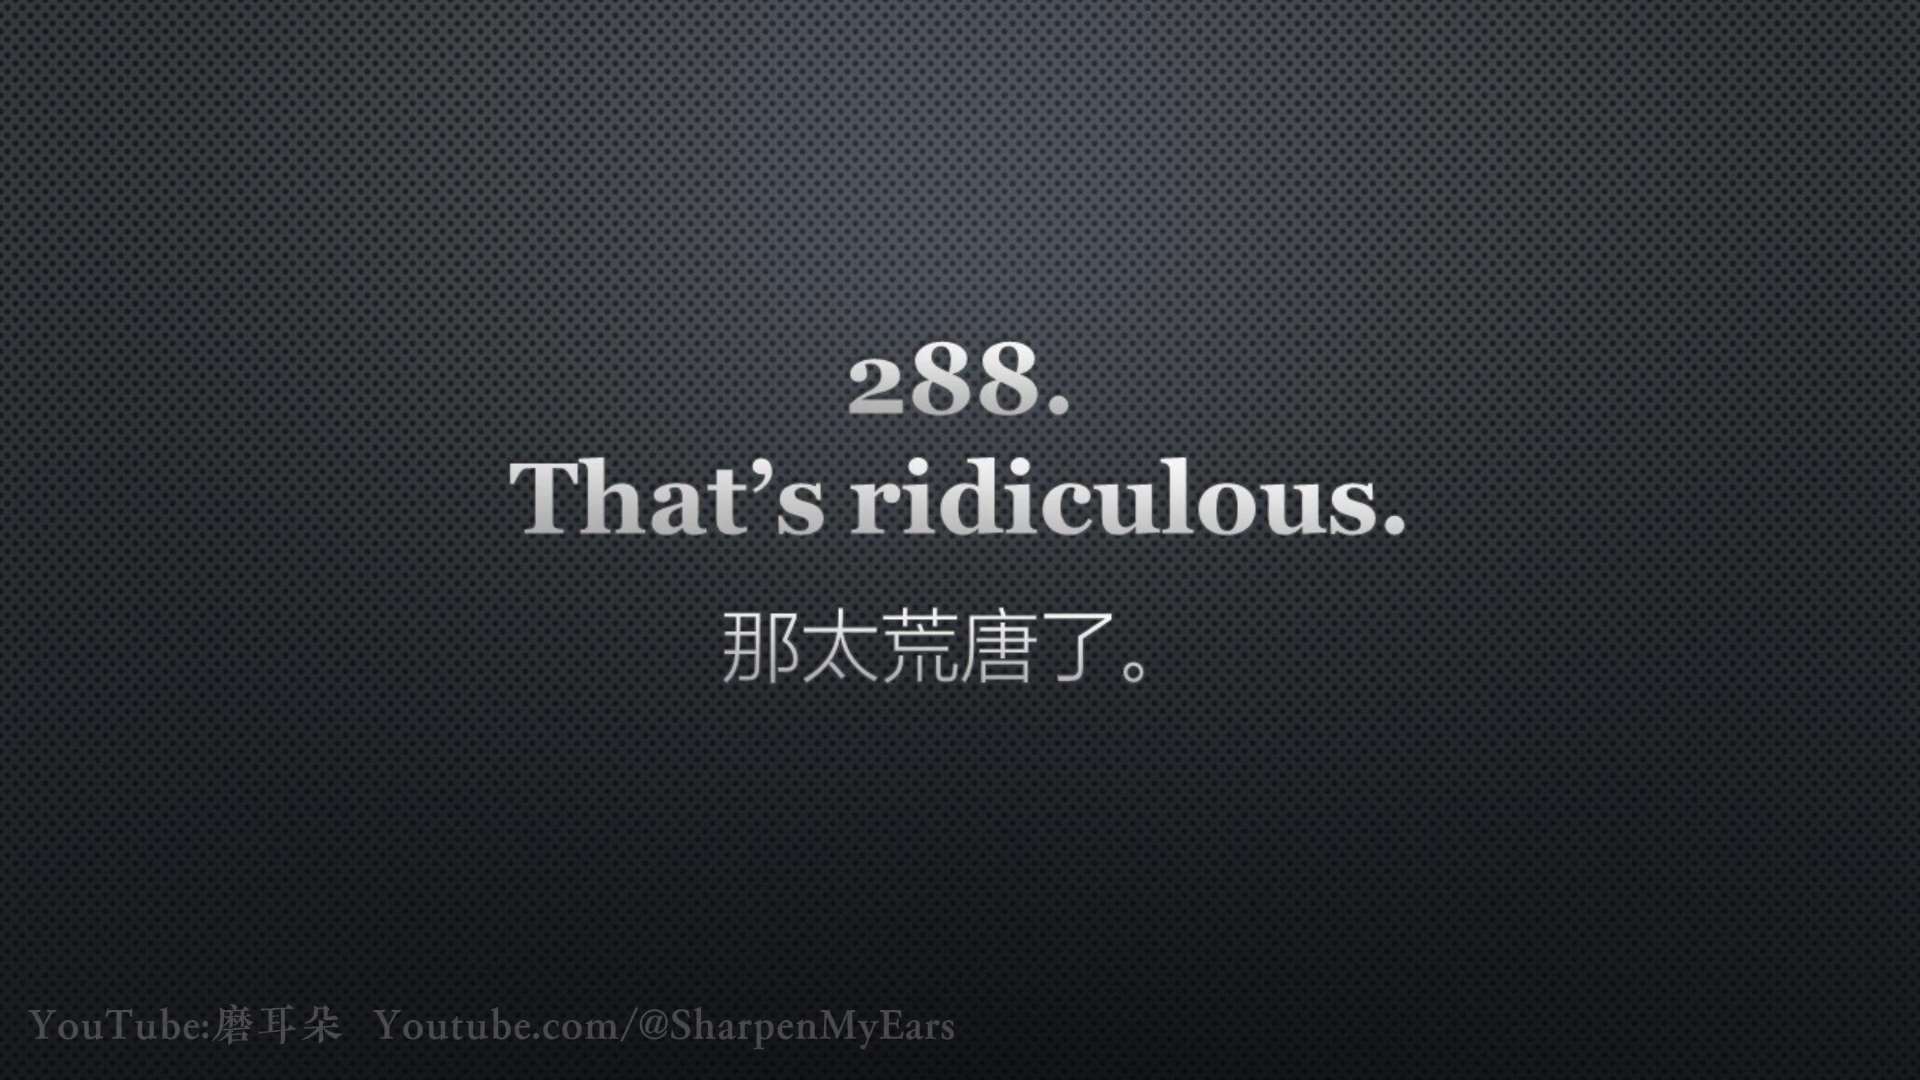 288.
That’s ridiculous.
那太荒唐了。
YouTube:磨耳朵 Youtube.com/@SharpenMyEars